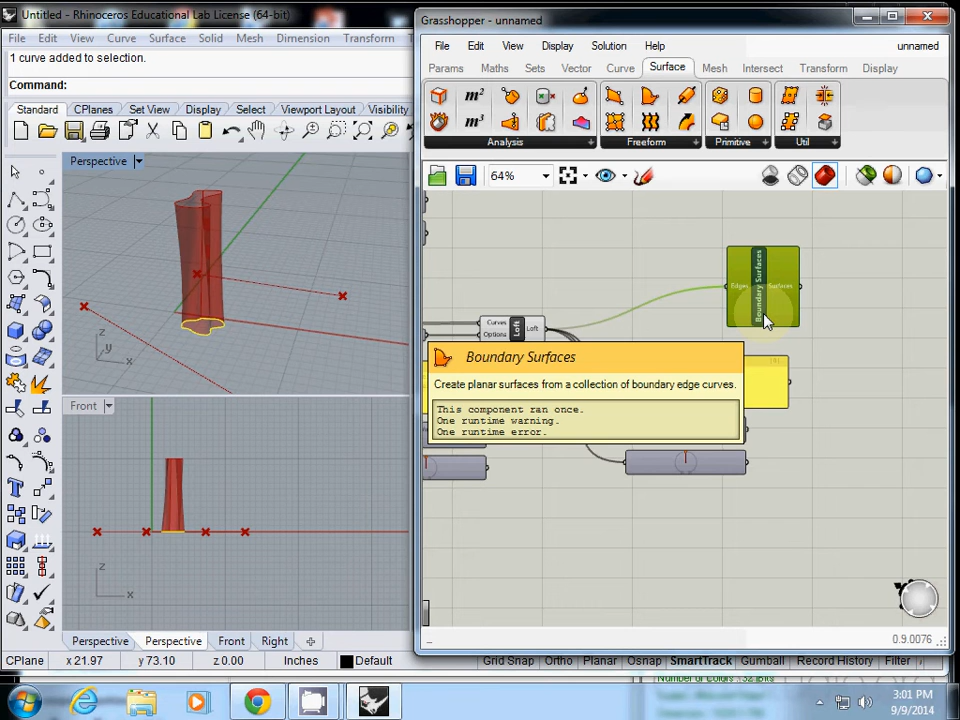 Untitled - Rhinoceros Educational Lab License (64-bit)
File Edit View Curve Surface Solid Mesh Dimension Transform
1 curve added to selection.
Command:
Standard CPlanes Set View Display Select Viewport Layout Visibility
Perspective
z
y
x
Front
z
x
Perspective Perspective Front Right
CPlane x 21.97 y 73.10 z 0.00 Inches Default Grid Snap Ortho Planar Osnap SmartTrack Gumball Record History Filter
Grasshopper - unnamed
File Edit View Display Solution Help unnamed
Params Maths Sets Vector Curve Surface Mesh Intersect Transform Display
m² m³
Analysis Freeform Primitive Util
64%
Edges Boundary Surfaces Surfaces
Curves Options Loft Loft
Boundary Surfaces
Create planar surfaces from a collection of boundary edge curves.
This component ran once.
One runtime warning.
One runtime error.
0.9.0076
3:01 PM
9/9/2014